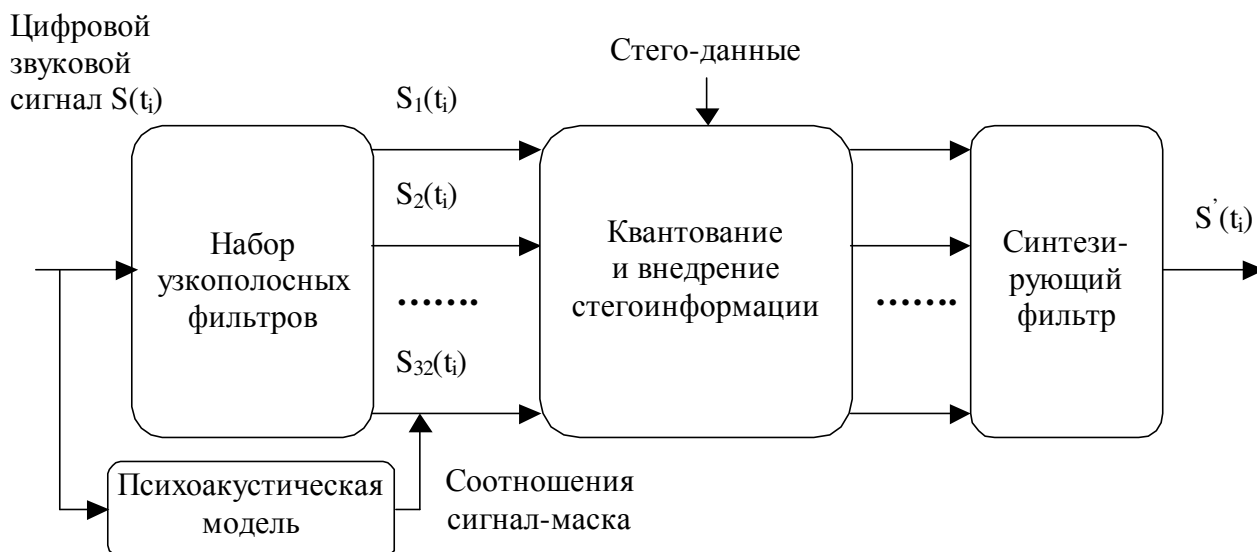 Цифровой
звуковой
сигнал S(tᵢ)
Стего-данные
S₁(tᵢ)
S₂(tᵢ)
.......
S₃₂(tᵢ)
Набор
узкополосных
фильтров
Квантование
и внедрение
стегоинформации
.......
Синтези-
рующий
фильтр
S’(tᵢ)
Психоакустическая
модель
Соотношения
сигнал-маска